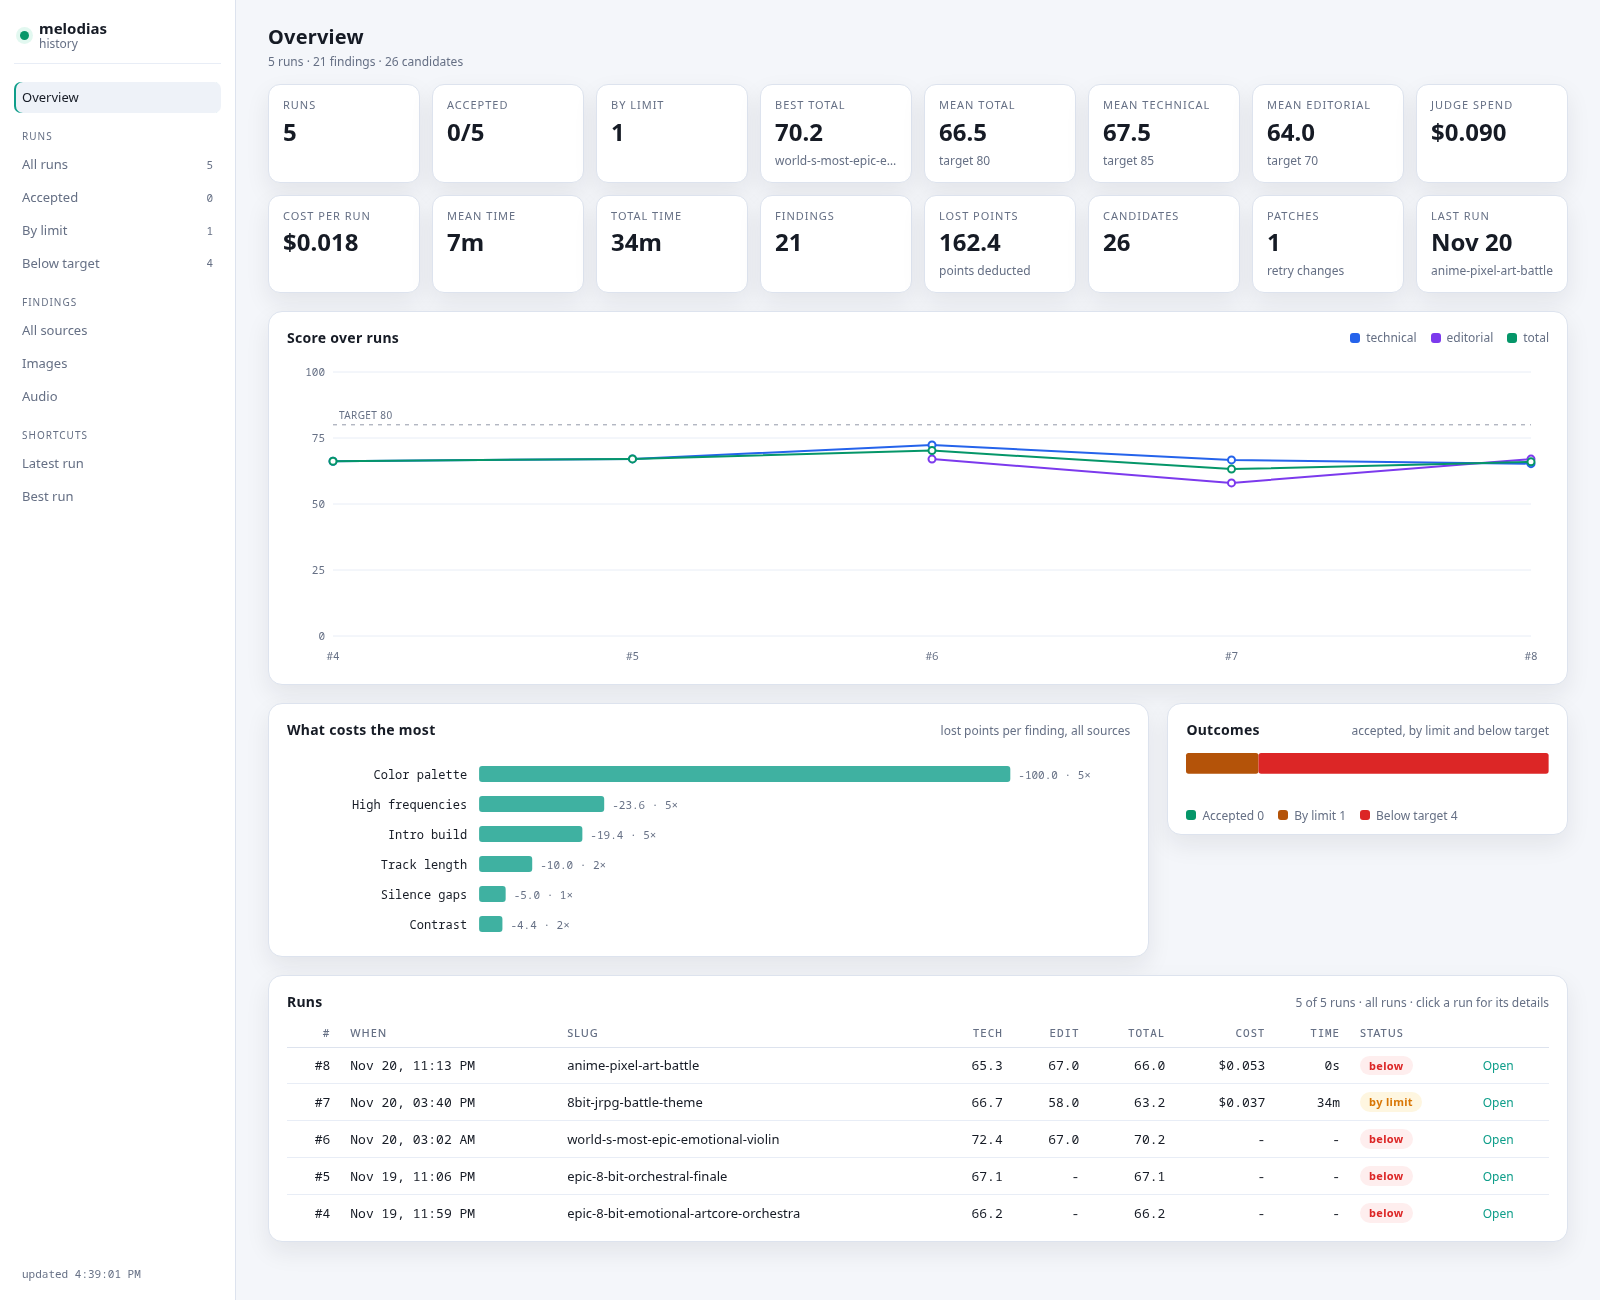 melodias
history
Overview
RUNS
All runs 5
Accepted 0
By limit 1
Below target 4
FINDINGS
All sources
Images
Audio
SHORTCUTS
Latest run
Best run
updated 4:39:01 PM
Overview
5 runs · 21 findings · 26 candidates
RUNS
5
ACCEPTED
0/5
BY LIMIT
1
BEST TOTAL
70.2
world-s-most-epic-e...
MEAN TOTAL
66.5
target 80
MEAN TECHNICAL
67.5
target 85
MEAN EDITORIAL
64.0
target 70
JUDGE SPEND
$0.090
COST PER RUN
$0.018
MEAN TIME
7m
TOTAL TIME
34m
FINDINGS
21
LOST POINTS
162.4
points deducted
CANDIDATES
26
PATCHES
1
retry changes
LAST RUN
Nov 20
anime-pixel-art-battle
Score over runs
technical editorial total
100
TARGET 80
75
50
25
0
#4 #5 #6 #7 #8
What costs the most
lost points per finding, all sources
Color palette -100.0 · 5×
High frequencies -23.6 · 5×
Intro build -19.4 · 5×
Track length -10.0 · 2×
Silence gaps -5.0 · 1×
Contrast -4.4 · 2×
Outcomes
accepted, by limit and below target
Accepted 0 By limit 1 Below target 4
Runs
5 of 5 runs · all runs · click a run for its details
# WHEN SLUG TECH EDIT TOTAL COST TIME STATUS
#8 Nov 20, 11:13 PM anime-pixel-art-battle 65.3 67.0 66.0 $0.053 0s below Open
#7 Nov 20, 03:40 PM 8bit-jrpg-battle-theme 66.7 58.0 63.2 $0.037 34m by limit Open
#6 Nov 20, 03:02 AM world-s-most-epic-emotional-violin 72.4 67.0 70.2 - - below Open
#5 Nov 19, 11:06 PM epic-8-bit-orchestral-finale 67.1 - 67.1 - - below Open
#4 Nov 19, 11:59 PM epic-8-bit-emotional-artcore-orchestra 66.2 - 66.2 - - below Open